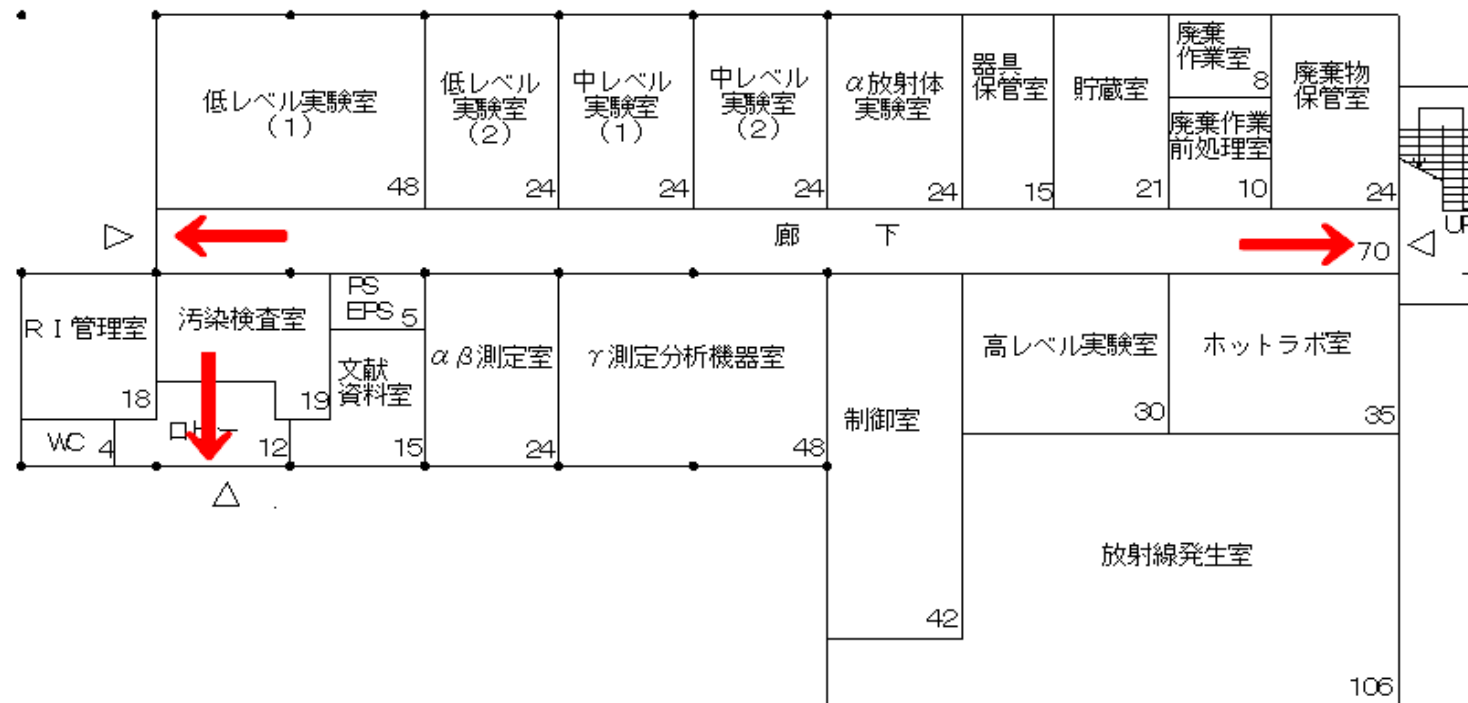 低レベル実験室
（１）
48
低レベル
実験室
（２）
24
中レベル
実験室
（１）
24
中レベル
実験室
（２）
24
α放射体
実験室
24
器具
保管室
15
貯蔵室
21
廃棄
作業室
8
廃棄作業
前処理室
10
廃棄物
保管室
24
UP
廊　下
70
ＲＩ管理室
18
汚染検査室
19
PS
EPS 5
文献
資料室
15
αβ測定室
24
γ測定分析機器室
48
制御室
42
高レベル実験室
30
ホットラボ室
35
WC 4
ロビー
12
放射線発生室
106